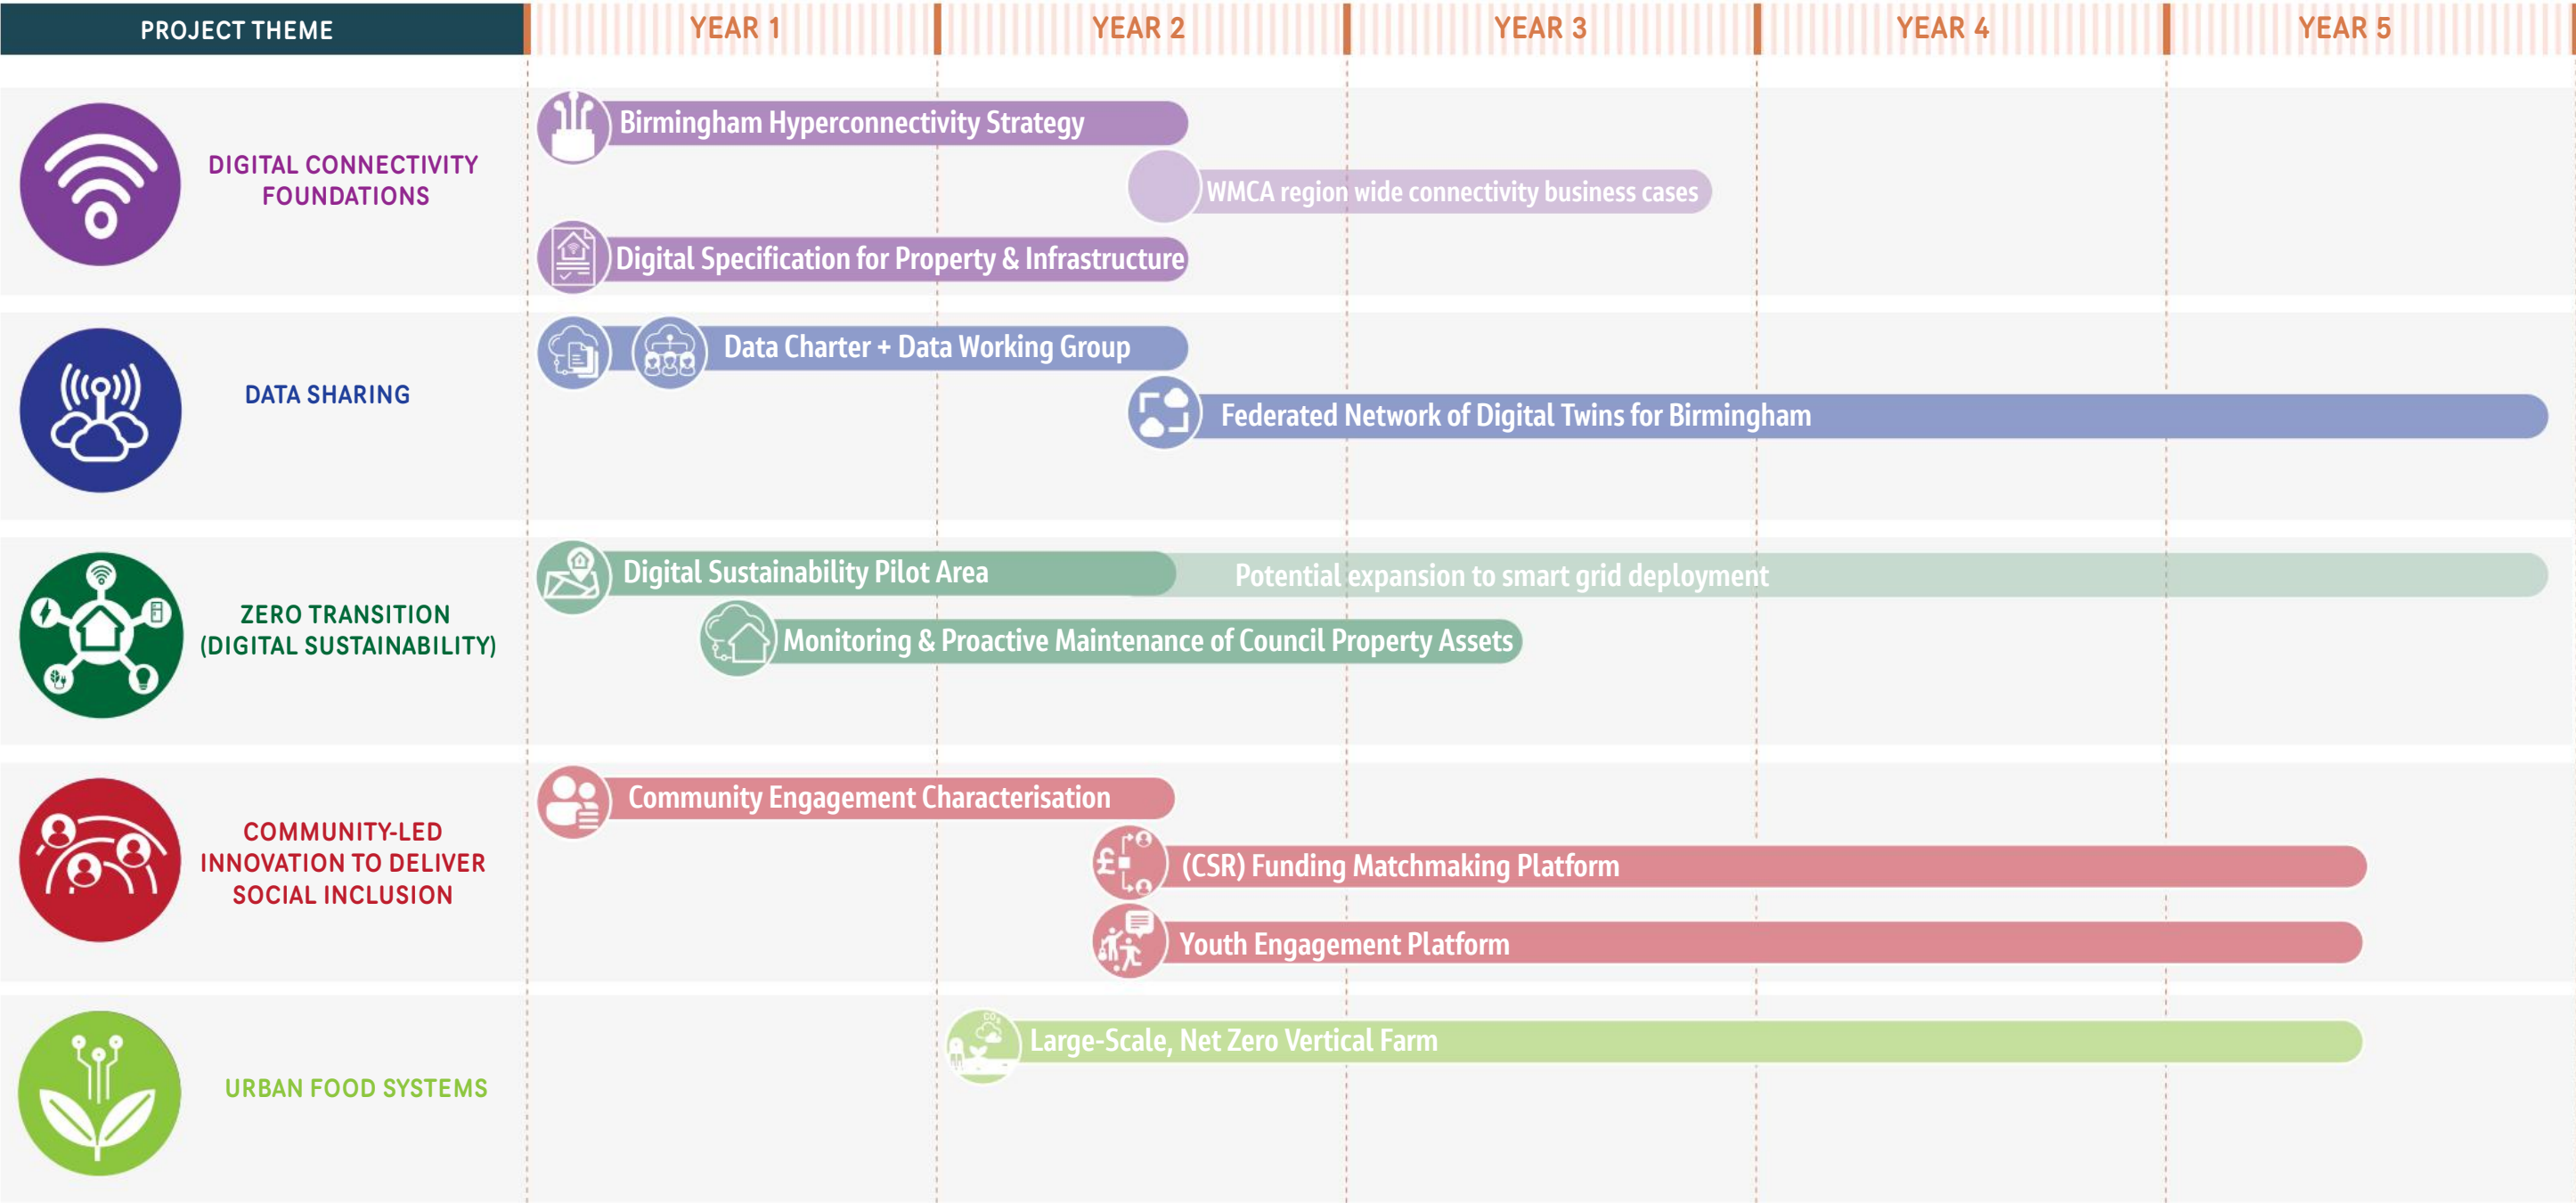 PROJECT THEME
YEAR 1
YEAR 2
YEAR 3
YEAR 4
YEAR 5
DIGITAL CONNECTIVITY
FOUNDATIONS
Birmingham Hyperconnectivity Strategy
WMCA region wide connectivity business cases
Digital Specification for Property & Infrastructure
DATA SHARING
Data Charter + Data Working Group
Federated Network of Digital Twins for Birmingham
ZERO TRANSITION
(DIGITAL SUSTAINABILITY)
Digital Sustainability Pilot Area
Potential expansion to smart grid deployment
Monitoring & Proactive Maintenance of Council Property Assets
COMMUNITY-LED
INNOVATION TO DELIVER
SOCIAL INCLUSION
Community Engagement Characterisation
£
(CSR) Funding Matchmaking Platform
Youth Engagement Platform
URBAN FOOD SYSTEMS
CO₂
Large-Scale, Net Zero Vertical Farm